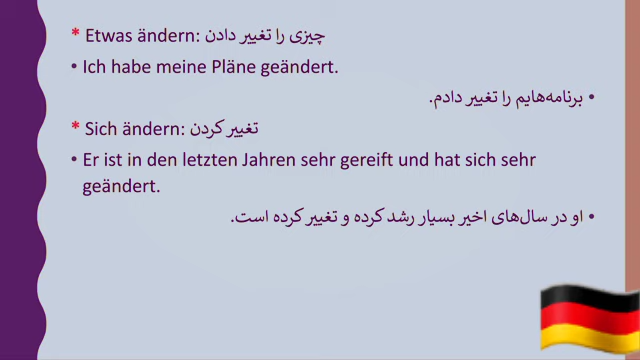 * Etwas ändern: چیزی را تغییر دادن
• Ich habe meine Pläne geändert.
• برنامه‌هایم را تغییر دادم.
* Sich ändern: تغییر کردن
• Er ist in den letzten Jahren sehr gereift und hat sich sehr
geändert.
• او در سال‌های اخیر بسیار رشد کرده و تغییر کرده است.